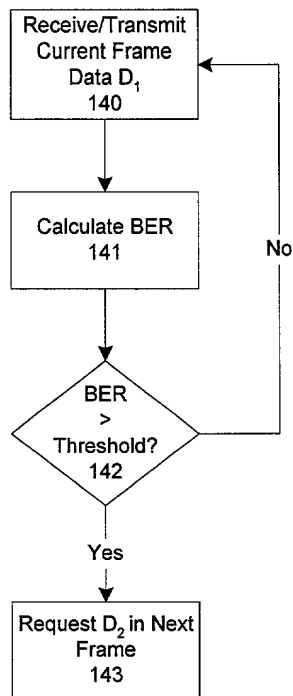 Receive/Transmit
Current Frame
Data D₁
140
Calculate BER
141
No
BER
>
Threshold?
142
Yes
Request D₂ in Next
Frame
143